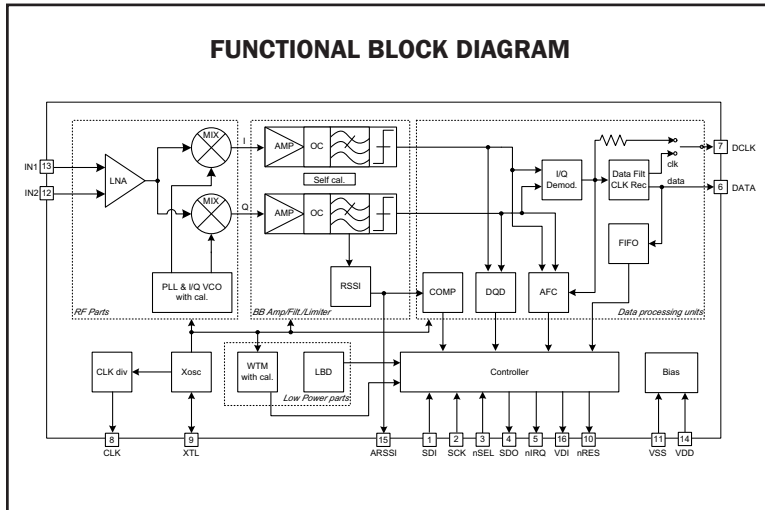 FUNCTIONAL BLOCK DIAGRAM
MIX
I
AMP
OC
IN1
13
7
DCLK
clk
I/Q
Demod.
Data Filt
CLK Rec
data
6
DATA
LNA
Self cal.
IN2
12
MIX
Q
AMP
OC
FIFO
PLL & I/Q VCO
with cal.
RSSI
COMP
DQD
AFC
RF Parts
BB Amp/Filt./Limiter
Data processing units
CLK div
Xosc
WTM
with cal.
LBD
Controller
Bias
Low Power parts
8
9
15
1
2
3
4
5
16
10
11
14
CLK
XTL
ARSSI
SDI
SCK
nSEL
SDO
nIRQ
VDI
nRES
VSS
VDD